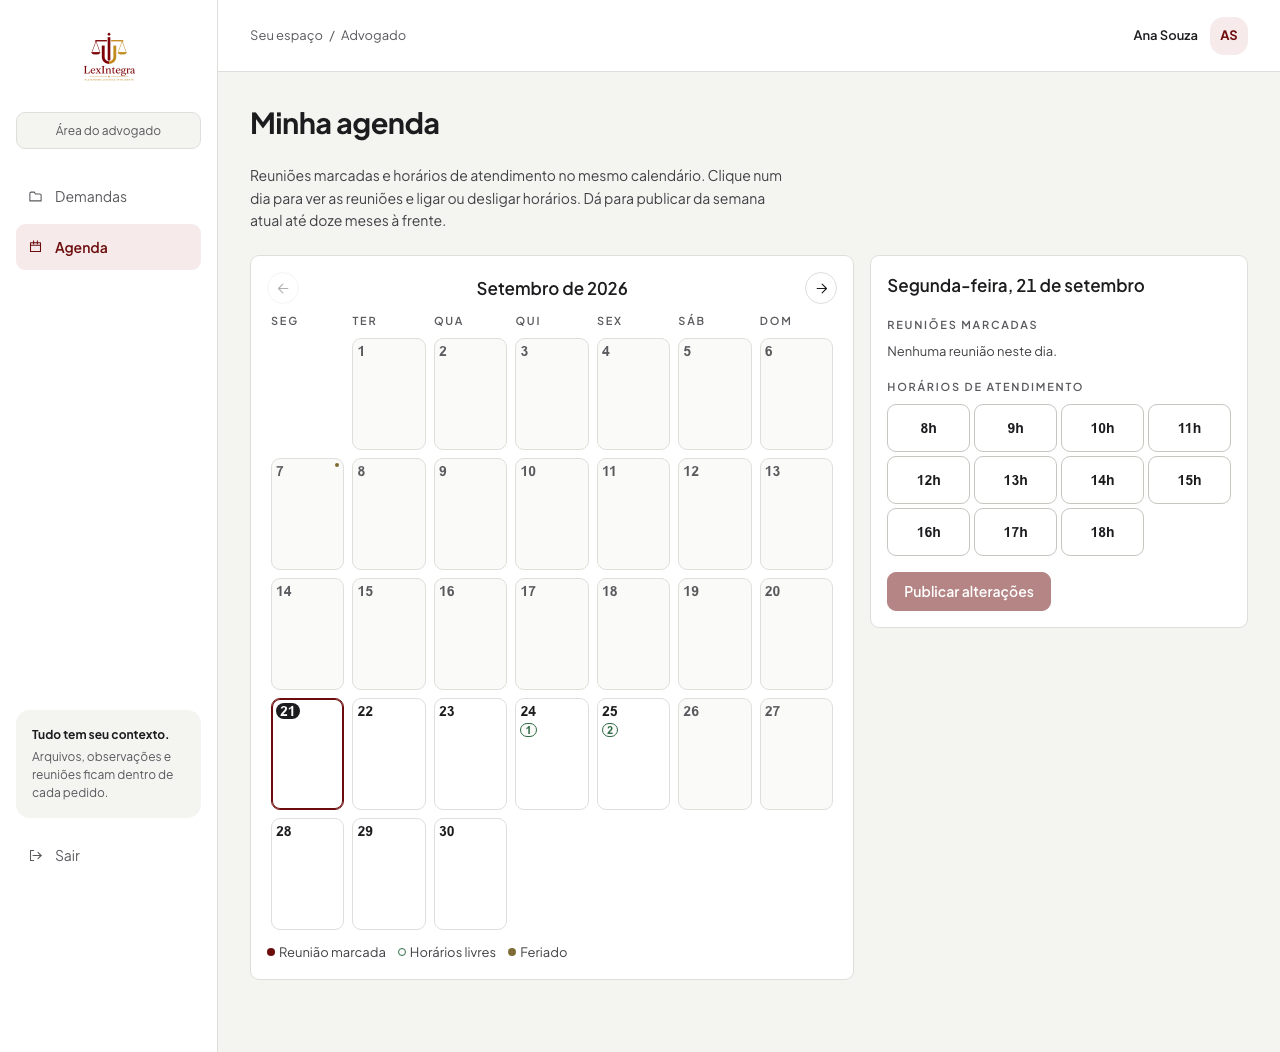 LexIntegra
Área do advogado
Demandas
Agenda
Tudo tem seu contexto.
Arquivos, observações e
reuniões ficam dentro de
cada pedido.
Sair
Seu espaço / Advogado
Ana Souza
AS
Minha agenda
Reuniões marcadas e horários de atendimento no mesmo calendário. Clique num
dia para ver as reuniões e ligar ou desligar horários. Dá para publicar da semana
atual até doze meses à frente.
← Setembro de 2026 →
SEG TER QUA QUI SEX SÁB DOM
1 2 3 4 5 6
7 8 9 10 11 12 13
14 15 16 17 18 19 20
21 22 23 24 25 26 27
1 2
28 29 30
Reunião marcada Horários livres Feriado
Segunda-feira, 21 de setembro
REUNIÕES MARCADAS
Nenhuma reunião neste dia.
HORÁRIOS DE ATENDIMENTO
8h 9h 10h 11h
12h 13h 14h 15h
16h 17h 18h
Publicar alterações